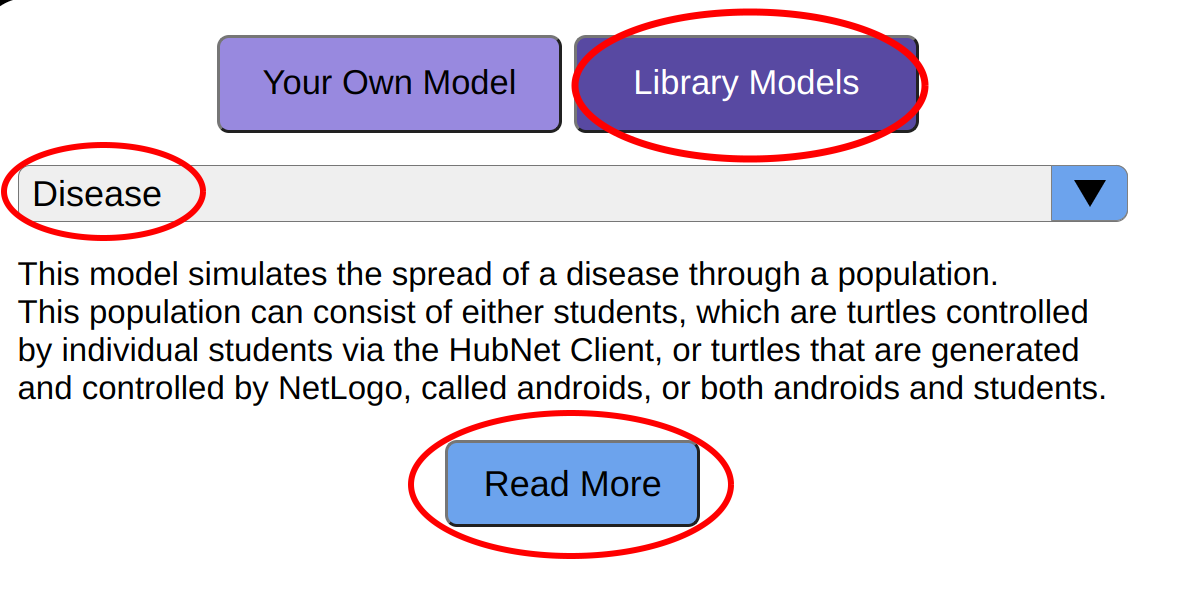 Your Own Model
Library Models
Disease
This model simulates the spread of a disease through a population.
This population can consist of either students, which are turtles controlled
by individual students via the HubNet Client, or turtles that are generated
and controlled by NetLogo, called androids, or both androids and students.
Read More